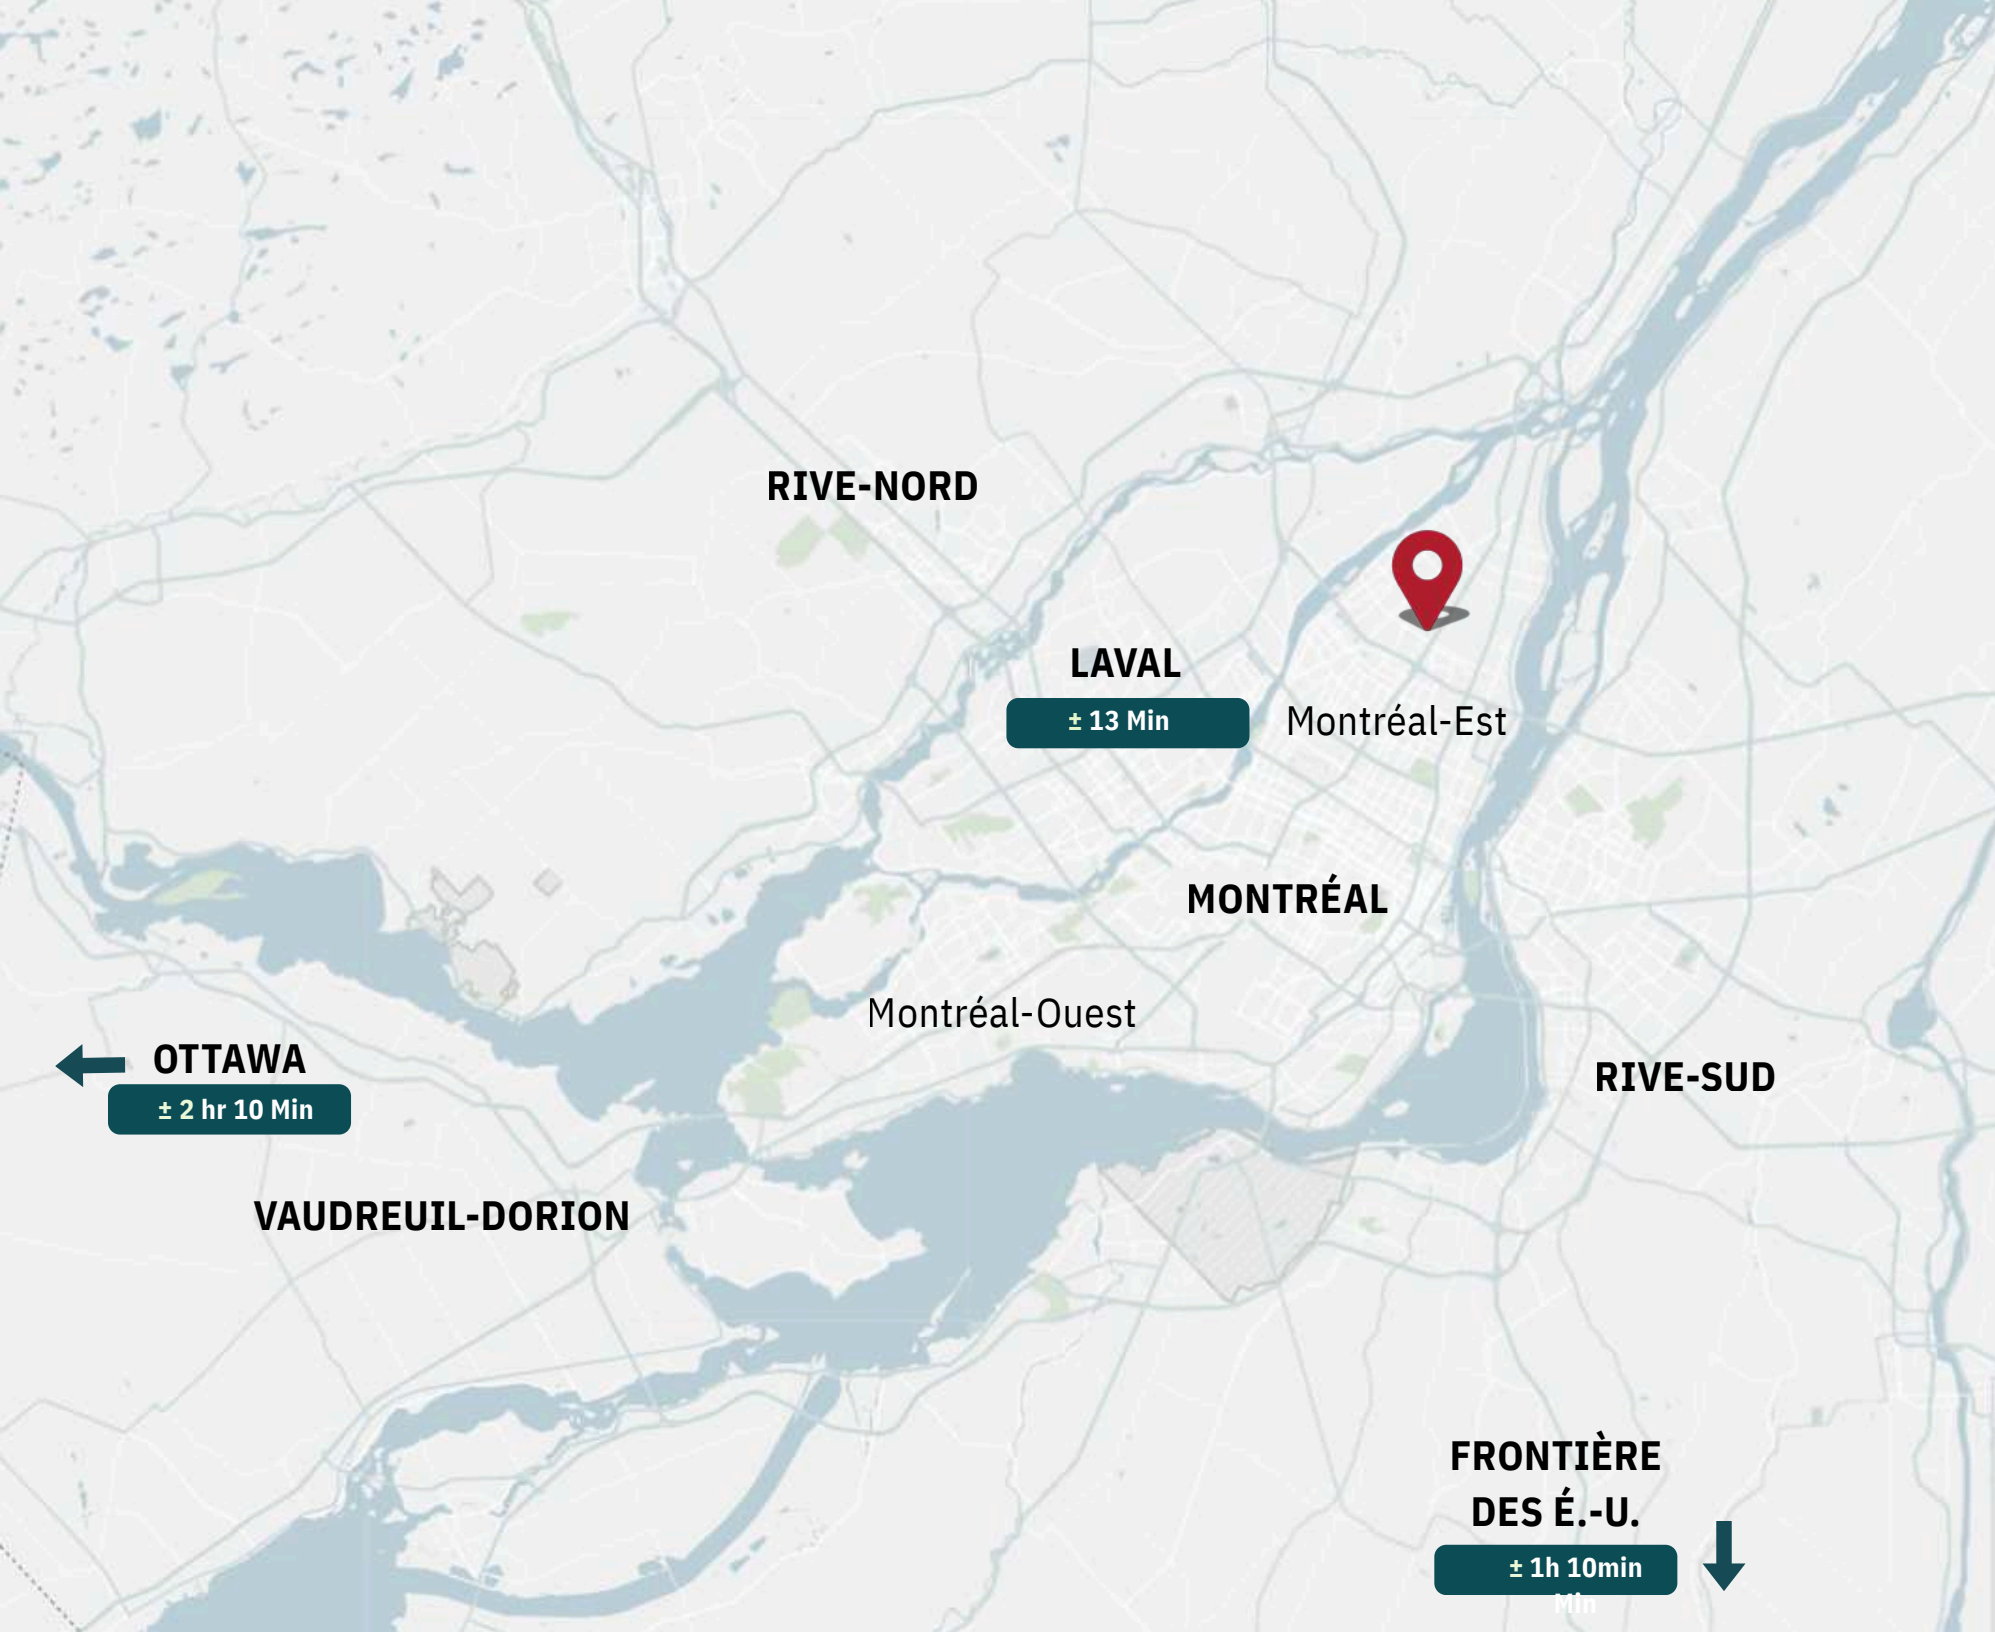 RIVE-NORD
LAVAL
± 13 Min
Montréal-Est
MONTRÉAL
Montréal-Ouest
OTTAWA
± 2 hr 10 Min
RIVE-SUD
VAUDREUIL-DORION
FRONTIÈRE
DES É.-U.
± 1h 10min
Min